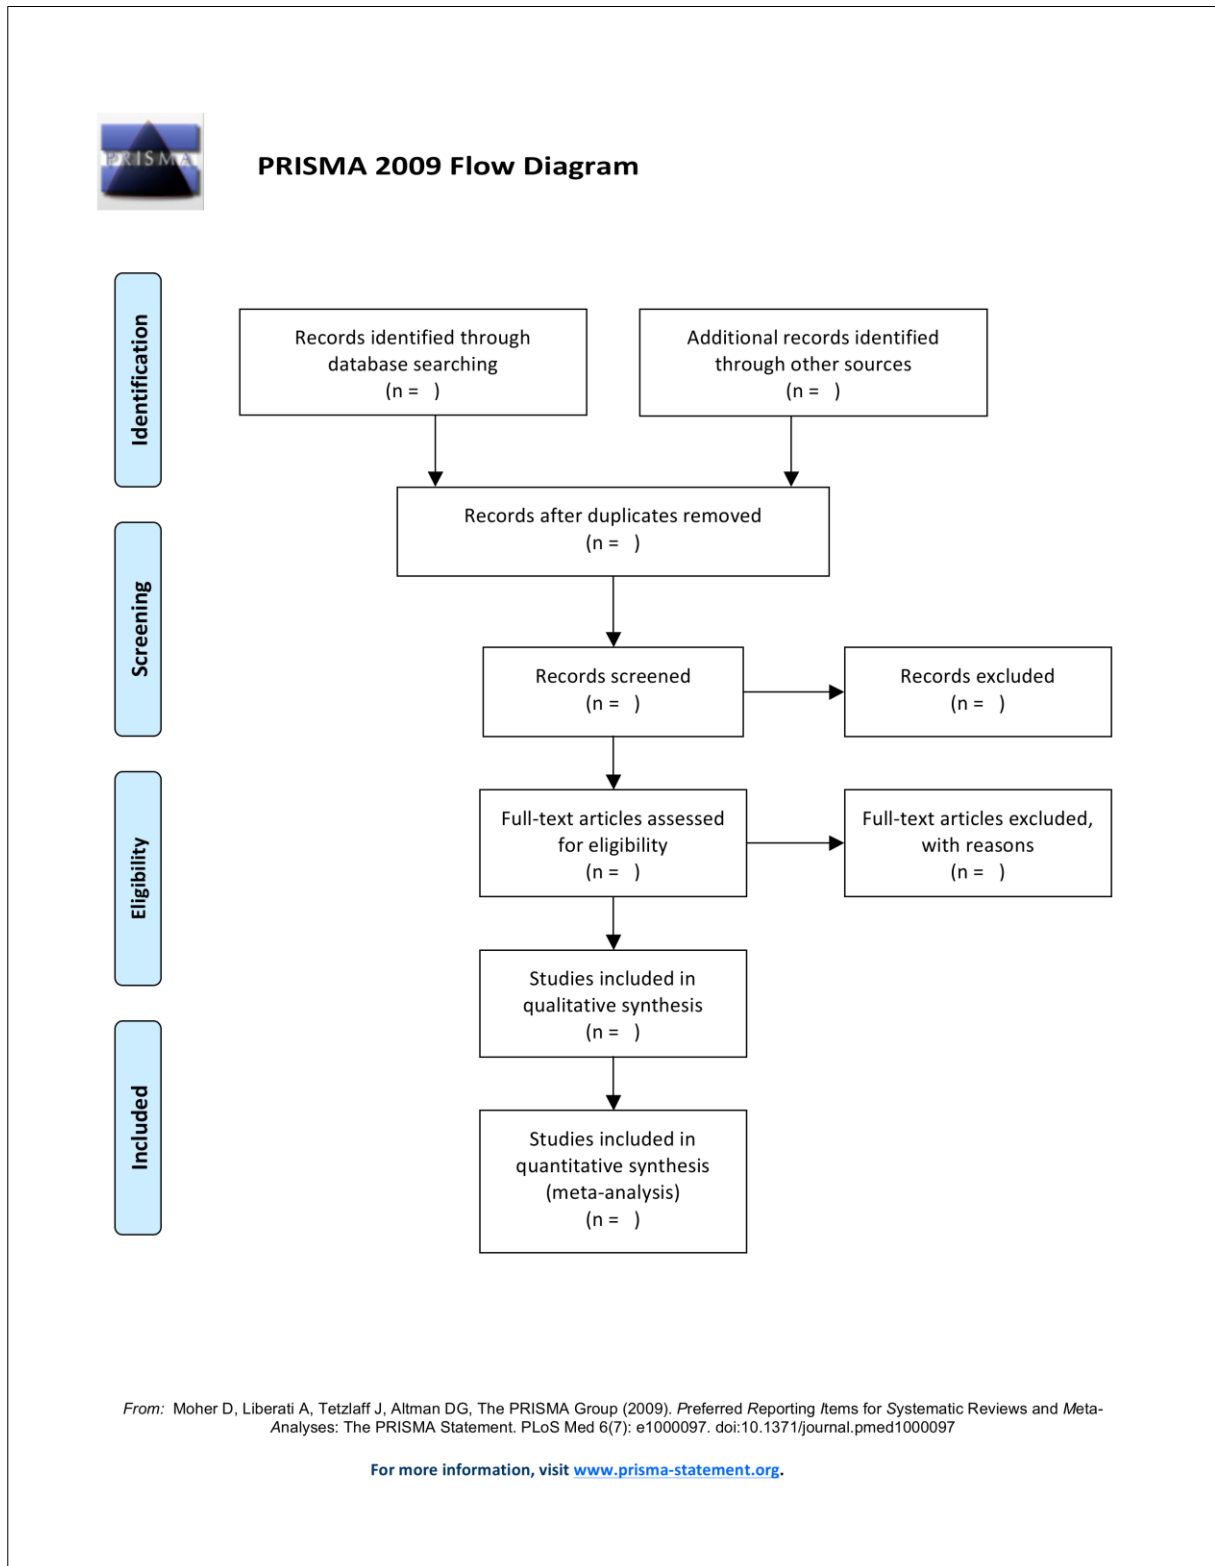 PRISMA
PRISMA 2009 Flow Diagram
Identification
Records identified through
database searching
(n =   )
Additional records identified
through other sources
(n =   )
Records after duplicates removed
(n =   )
Screening
Records screened
(n =   )
Records excluded
(n =   )
Eligibility
Full-text articles assessed
for eligibility
(n =   )
Full-text articles excluded,
with reasons
(n =   )
Studies included in
qualitative synthesis
(n =   )
Included
Studies included in
quantitative synthesis
(meta-analysis)
(n =   )
From:  Moher D, Liberati A, Tetzlaff J, Altman DG, The PRISMA Group (2009). Preferred Reporting Items for Systematic Reviews and Meta-
Analyses: The PRISMA Statement. PLoS Med 6(7): e1000097. doi:10.1371/journal.pmed1000097
For more information, visit www.prisma-statement.org.